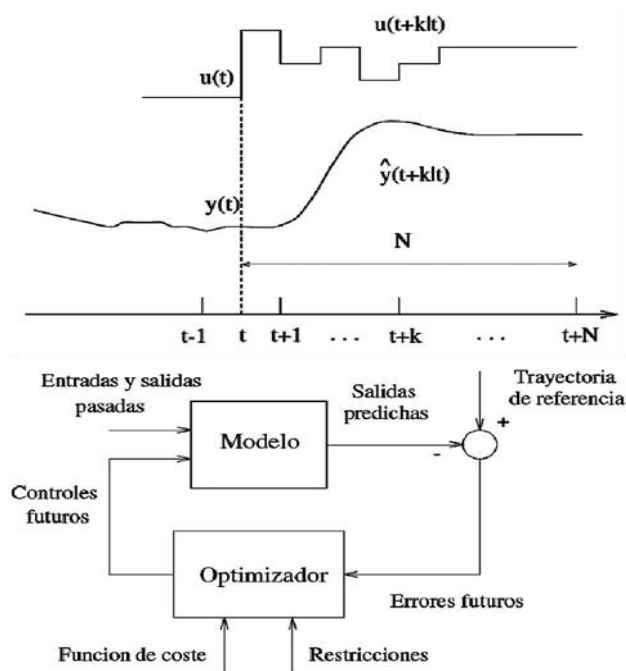 u(t+k|t)
u(t)
ŷ(t+k|t)
y(t)
N
t-1 t t+1 . . . t+k . . . t+N
Entradas y salidas
pasadas
Salidas
predichas
Trayectoria
de referencia
+
Modelo
-
Controles
futuros
Optimizador
Errores futuros
Funcion de coste
Restricciones